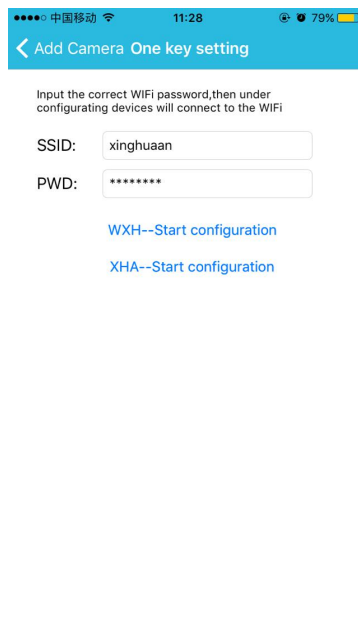 中国移动 11:28 79%
Add Camera One key setting
Input the correct WIFi password,then under
configurating devices will connect to the WIFi
SSID: xinghuaan
PWD: ********
WXH--Start configuration
XHA--Start configuration